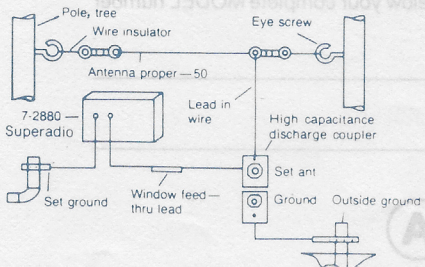 Pole, tree
Wire insulator
Eye screw
Antenna proper—50
Lead in
wire
7-2880
Superadio
High capacitance
discharge coupler
Set ant
Set ground
Window feed—
thru lead
Ground
Outside ground
A